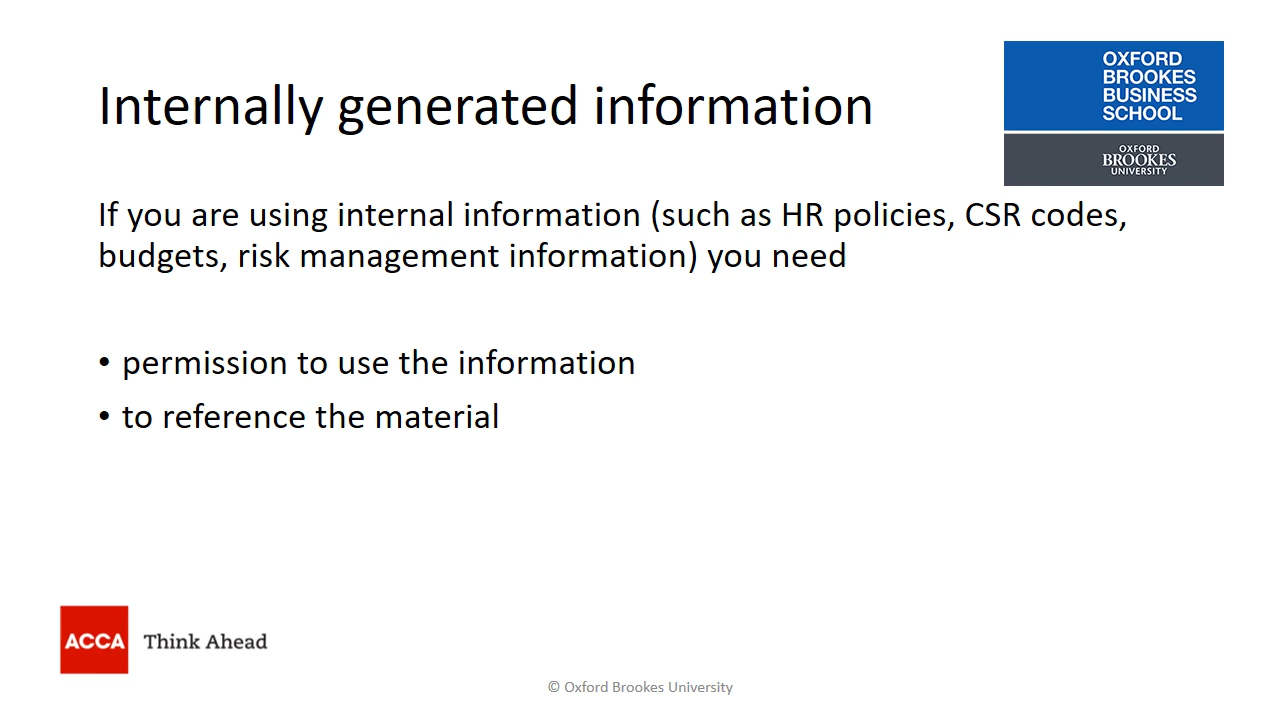 Internally generated information
OXFORD
BROOKES
BUSINESS
SCHOOL
OXFORD
BROOKES
UNIVERSITY
If you are using internal information (such as HR policies, CSR codes,
budgets, risk management information) you need
• permission to use the information
• to reference the material
ACCA Think Ahead
© Oxford Brookes University